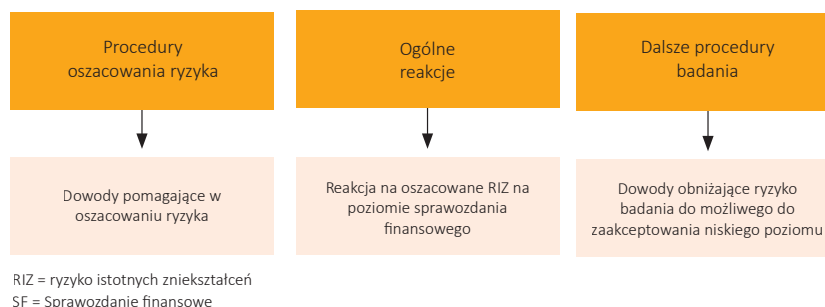 Procedury
oszacowania ryzyka
Ogólne
reakcje
Dalsze procedury
badania
Dowody pomagające w
oszacowaniu ryzyka
Reakcja na oszacowane RIZ na
poziomie sprawozdania
finansowego
Dowody obniżające ryzyko
badania do możliwego do
zaakceptowania niskiego poziomu
RIZ = ryzyko istotnych zniekształceń
SF = Sprawozdanie finansowe